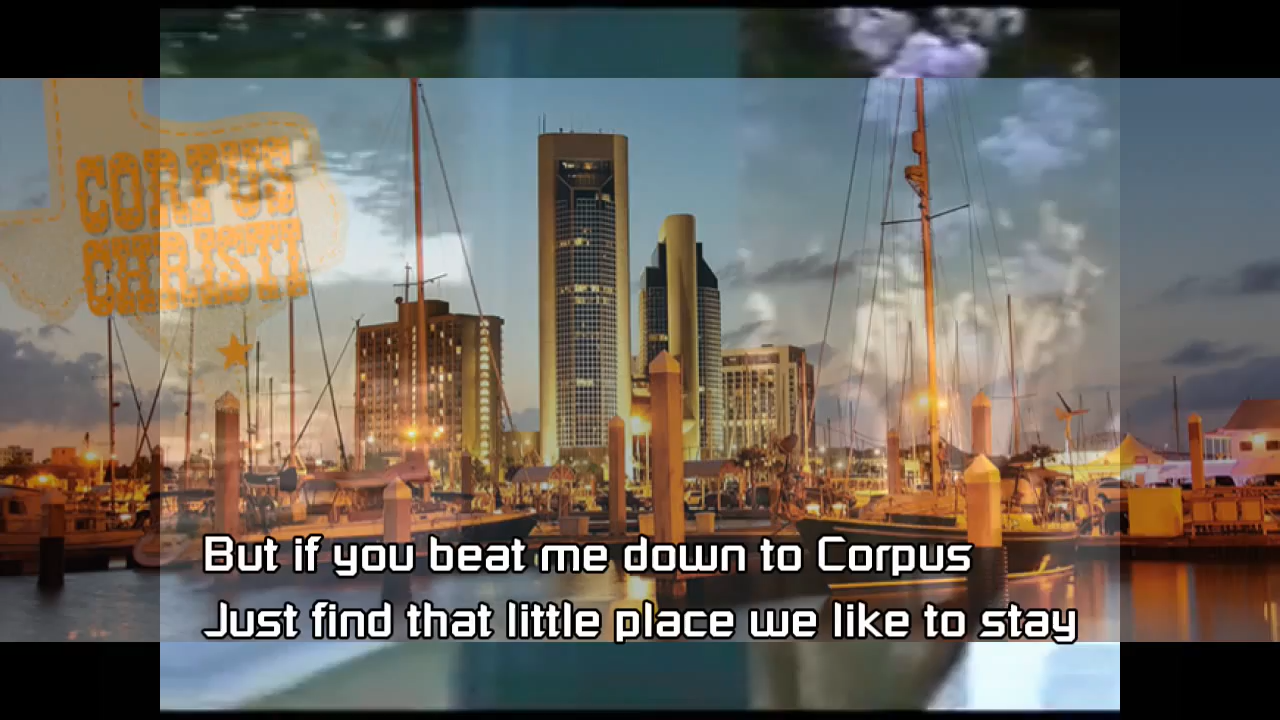 CORPUS
CHRISTI
But if you beat me down to Corpus
Just find that little place we like to stay